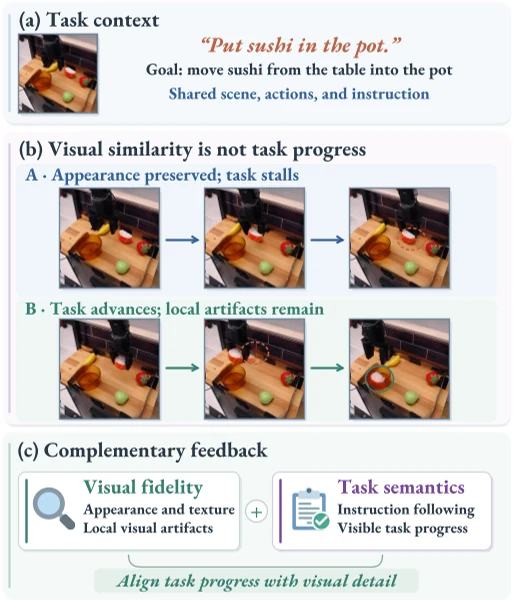 (a) Task context
“Put sushi in the pot.”
Goal: move sushi from the table into the pot
Shared scene, actions, and instruction
(b) Visual similarity is not task progress
A · Appearance preserved; task stalls
B · Task advances; local artifacts remain
(c) Complementary feedback
Visual fidelity
Appearance and texture
Local visual artifacts
+
Task semantics
Instruction following
Visible task progress
Align task progress with visual detail